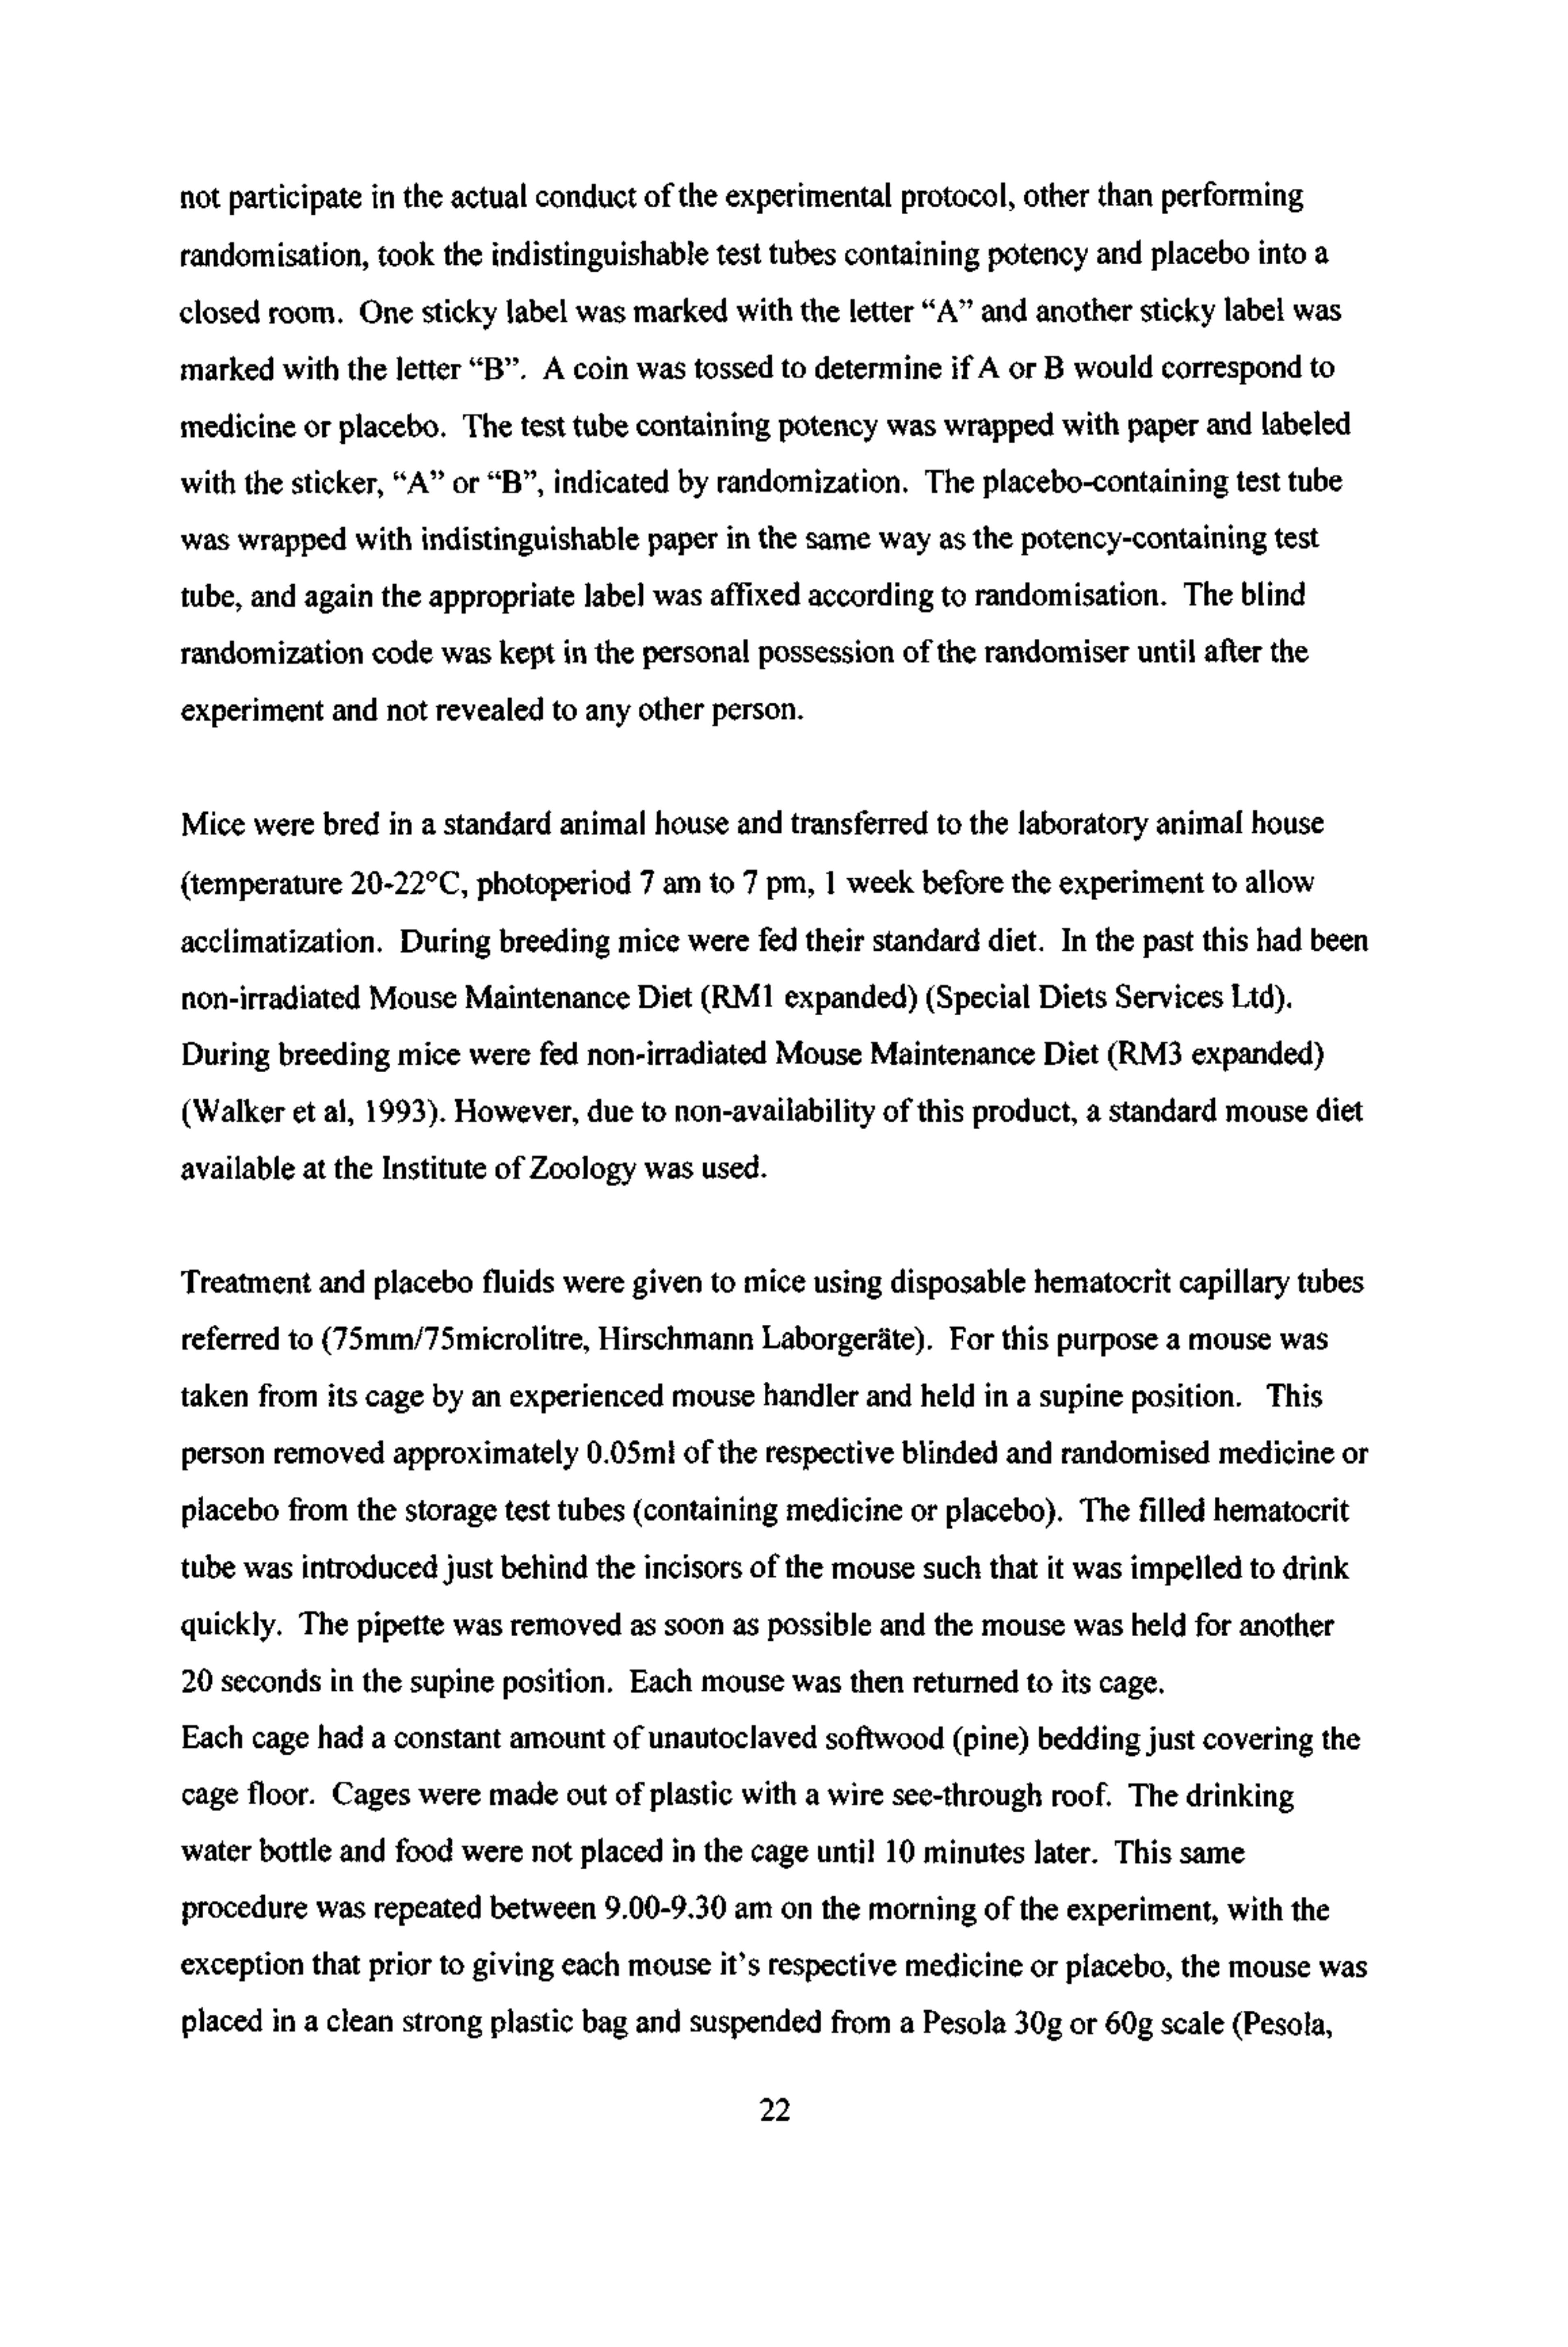 not participate in the actual conduct of the experimental protocol, other than performing
randomisation, took the indistinguishable test tubes containing potency and placebo into a
closed room. One sticky label was marked with the letter “A” and another sticky label was
marked with the letter “B”. A coin was tossed to determine if A or B would correspond to
medicine or placebo. The test tube containing potency was wrapped with paper and labeled
with the sticker, “A” or “B”, indicated by randomization. The placebo-containing test tube
was wrapped with indistinguishable paper in the same way as the potency-containing test
tube, and again the appropriate label was affixed according to randomisation. The blind
randomization code was kept in the personal possession of the randomiser until after the
experiment and not revealed to any other person.
Mice were bred in a standard animal house and transferred to the laboratory animal house
(temperature 20-22°C, photoperiod 7 am to 7 pm, 1 week before the experiment to allow
acclimatization. During breeding mice were fed their standard diet. In the past this had been
non-irradiated Mouse Maintenance Diet (RM1 expanded) (Special Diets Services Ltd).
During breeding mice were fed non-irradiated Mouse Maintenance Diet (RM3 expanded)
(Walker et al, 1993). However, due to non-availability of this product, a standard mouse diet
available at the Institute of Zoology was used.
Treatment and placebo fluids were given to mice using disposable hematocrit capillary tubes
referred to (75mm/75microlitre, Hirschmann Laborgeräte). For this purpose a mouse was
taken from its cage by an experienced mouse handler and held in a supine position. This
person removed approximately 0.05ml of the respective blinded and randomised medicine or
placebo from the storage test tubes (containing medicine or placebo). The filled hematocrit
tube was introduced just behind the incisors of the mouse such that it was impelled to drink
quickly. The pipette was removed as soon as possible and the mouse was held for another
20 seconds in the supine position. Each mouse was then returned to its cage.
Each cage had a constant amount of unautoclaved softwood (pine) bedding just covering the
cage floor. Cages were made out of plastic with a wire see-through roof. The drinking
water bottle and food were not placed in the cage until 10 minutes later. This same
procedure was repeated between 9.00-9.30 am on the morning of the experiment, with the
exception that prior to giving each mouse it’s respective medicine or placebo, the mouse was
placed in a clean strong plastic bag and suspended from a Pesola 30g or 60g scale (Pesola,
22